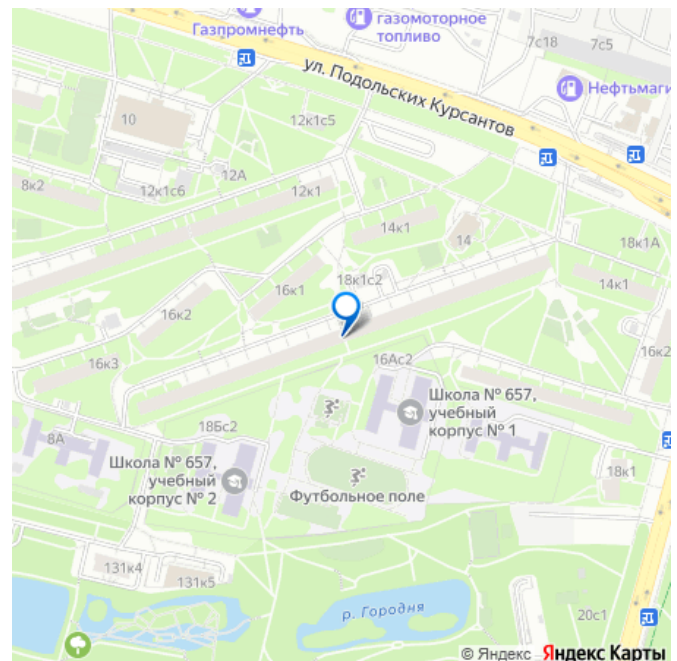 Газпромнефть
газомоторное
топливо
7с18
7с5
Нефтьмаги
ул. Подольских Курсантов
10
12к1с5
12А
12к1с6
12к1
8к2
14к1
14
18к1А
18к1с2
14к1
16к1
16к2
16к2
16к3
16Ас2
Школа № 657,
учебный
корпус № 1
18Бс2
8А
Школа № 657,
учебный
корпус № 2
Футбольное поле
18к1
131к4
131к5
р. Городня
20с1
© Яндекс Яндекс Карты